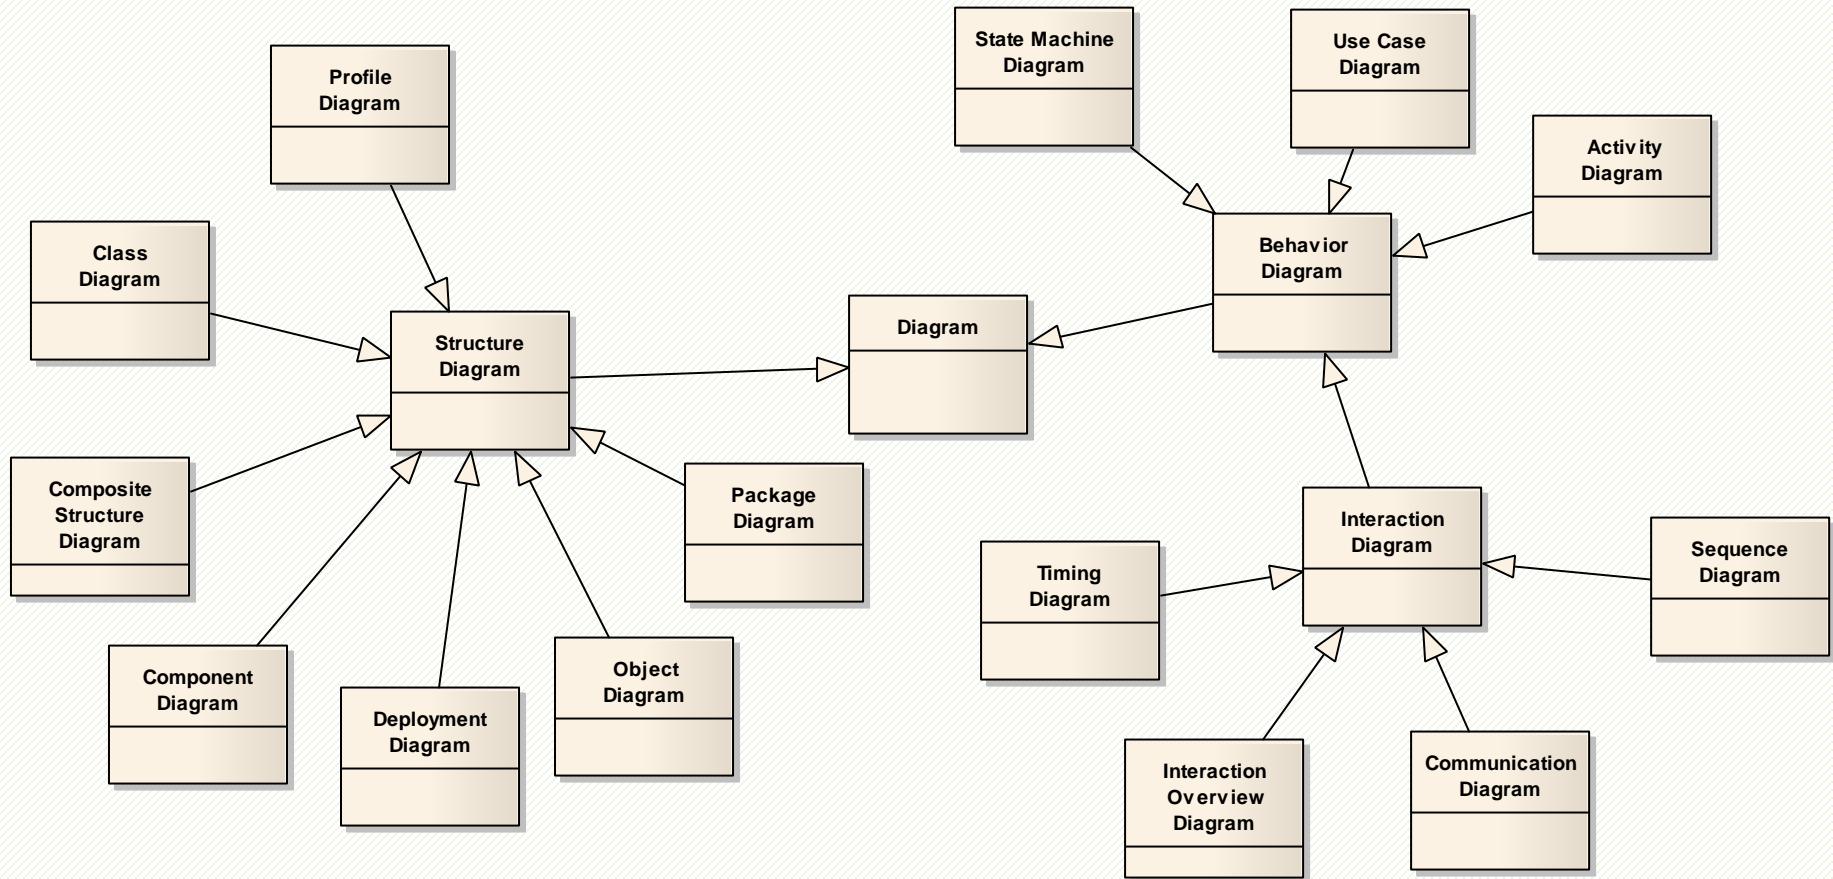 Profile
Diagram
State Machine
Diagram
Use Case
Diagram
Activity
Diagram
Class
Diagram
Behavior
Diagram
Structure
Diagram
Diagram
Composite
Structure
Diagram
Package
Diagram
Interaction
Diagram
Timing
Diagram
Sequence
Diagram
Component
Diagram
Deployment
Diagram
Object
Diagram
Interaction
Overview
Diagram
Communication
Diagram